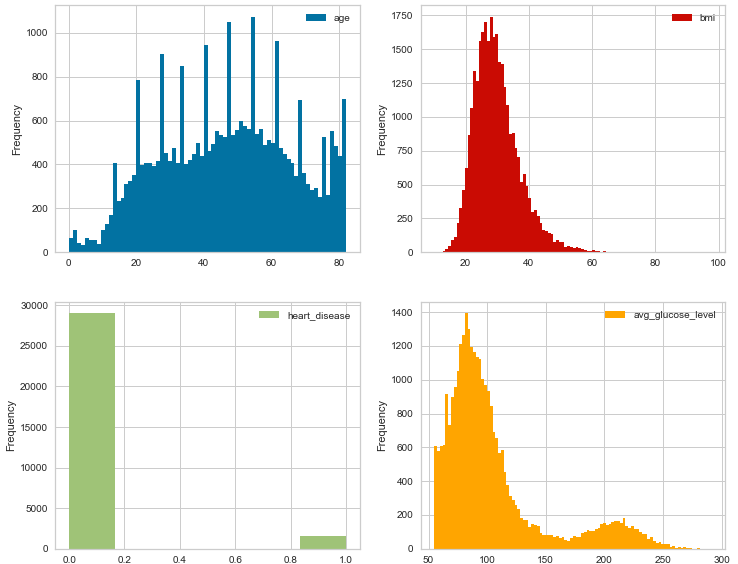 age
Frequency
1000
800
600
400
200
0
0 20 40 60 80
bmi
Frequency
1750
1500
1250
1000
750
500
250
0
20 40 60 80 100
heart_disease
Frequency
30000
25000
20000
15000
10000
5000
0
0.0 0.2 0.4 0.6 0.8 1.0
avg_glucose_level
Frequency
1400
1200
1000
800
600
400
200
0
50 100 150 200 250 300